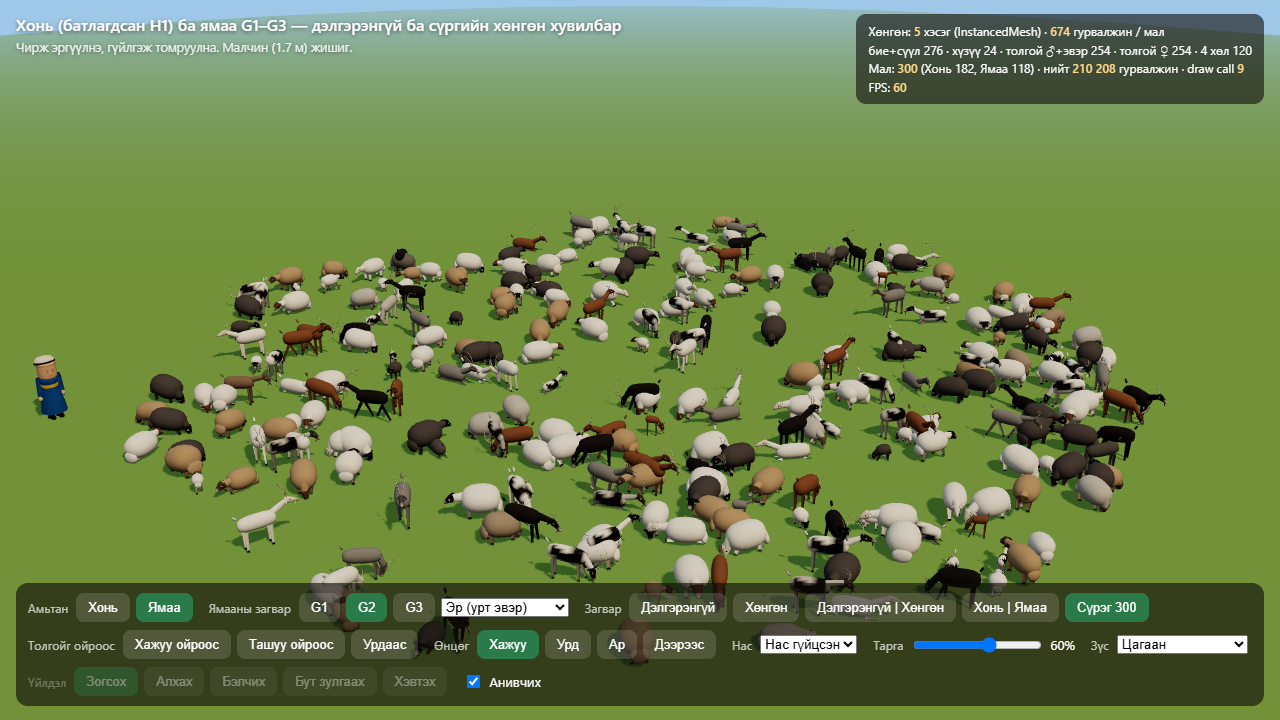 Хонь (батлагдсан H1) ба ямаа G1–G3 — дэлгэрэнгүй ба сүргийн хөнгөн хувилбар
Чирж эргүүлнэ, гүйлгэж томруулна. Малчин (1.7 м) жишиг.
Хөнгөн: 5 хэсэг (InstancedMesh) · 674 гурвалжин / мал
бие+сүүл 276 · хүзүү 24 · толгой ♂+эвэр 254 · толгой ♀ 254 · 4 хөл 120
Мал: 300 (Хонь 182, Ямаа 118) · нийт 210 208 гурвалжин · draw call 9
FPS: 60
Амьтан Хонь Ямаа Ямааны загвар G1 G2 G3 Эр (урт эвэр) Загвар Дэлгэрэнгүй Хөнгөн Дэлгэрэнгүй | Хөнгөн Хонь | Ямаа Сүрэг 300
Толгойг ойроос Хажуу ойроос Ташуу ойроос Урдаас Өнцөг Хажуу Урд Ар Дээрээс Нас Нас гүйцсэн Тарга 60% Зүс Цагаан
Үйлдэл Зогсох Алхах Бэлчих Бут зулгаах Хэвтэх Анивчих